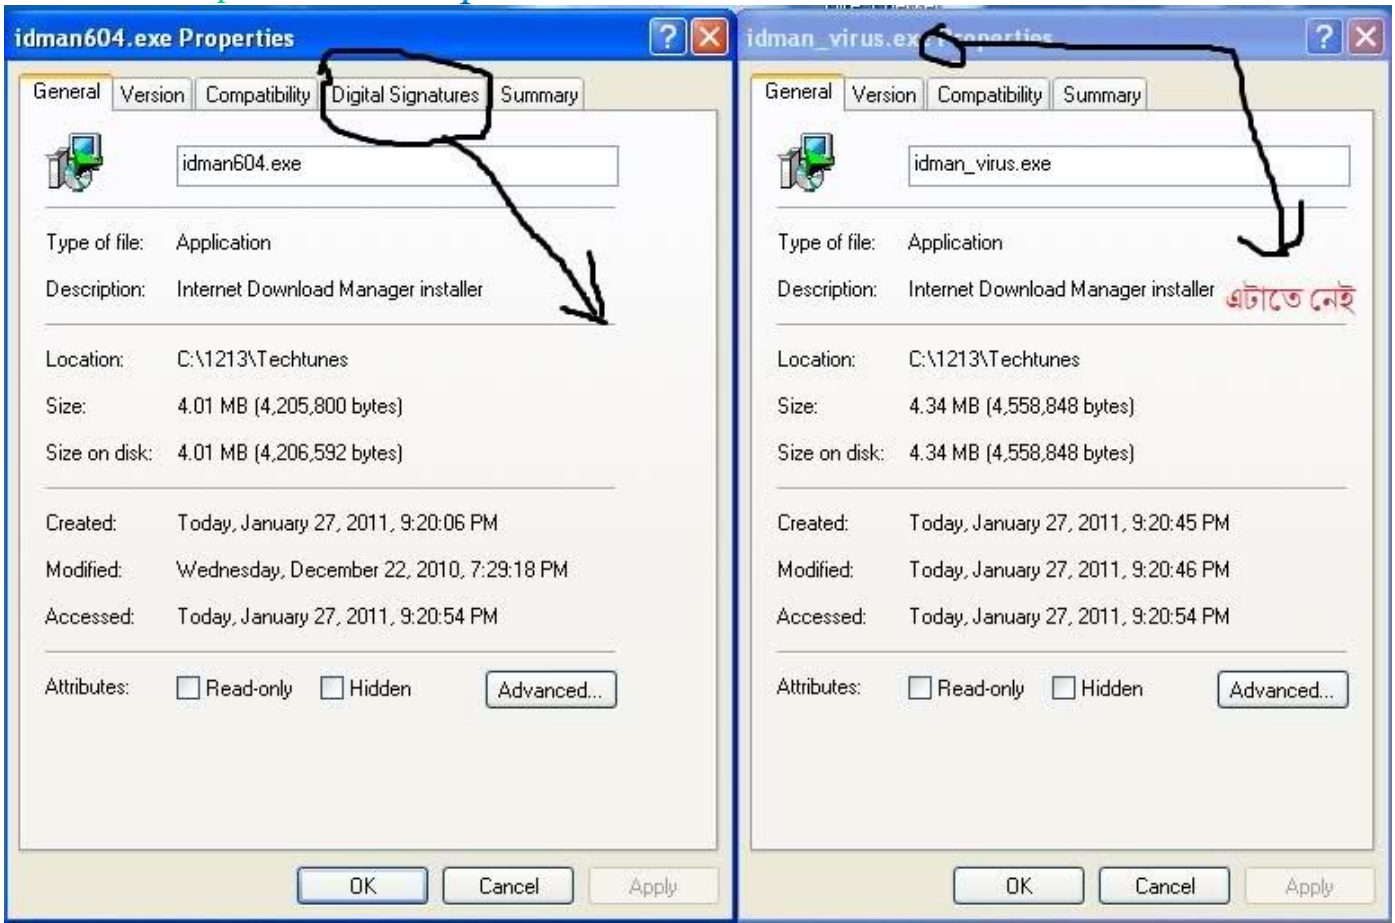 idman604.exe Properties
General Version Compatibility Digital Signatures Summary
idman604.exe
Type of file: Application
Description: Internet Download Manager installer
Location: C:\1213\Techtunes
Size: 4.01 MB (4,205,800 bytes)
Size on disk: 4.01 MB (4,206,592 bytes)
Created: Today, January 27, 2011, 9:20:06 PM
Modified: Wednesday, December 22, 2010, 7:29:18 PM
Accessed: Today, January 27, 2011, 9:20:54 PM
Attributes: Read-only Hidden Advanced...
OK Cancel Apply
idman_virus.exe Properties
General Version Compatibility Summary
idman_virus.exe
Type of file: Application
Description: Internet Download Manager installer
এটাতে নেই
Location: C:\1213\Techtunes
Size: 4.34 MB (4,558,848 bytes)
Size on disk: 4.34 MB (4,558,848 bytes)
Created: Today, January 27, 2011, 9:20:45 PM
Modified: Today, January 27, 2011, 9:20:46 PM
Accessed: Today, January 27, 2011, 9:20:54 PM
Attributes: Read-only Hidden Advanced...
OK Cancel Apply